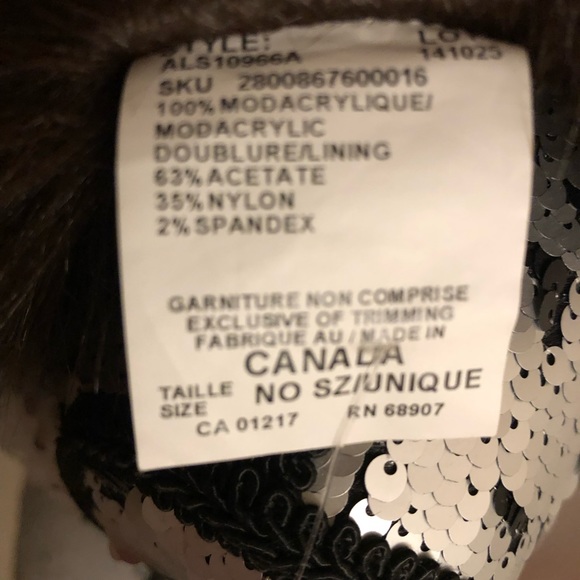 STYLE: LOT
ALS10966A 141025
SKU 2800867600016
100% MODACRYLIQUE/
MODACRYLIC
DOUBLURE/LINING
63% ACETATE
35% NYLON
2% SPANDEX
GARNITURE NON COMPRISE
EXCLUSIVE OF TRIMMING
FABRIQUE AU / MADE IN
CANADA
TAILLE NO SZ/UNIQUE
SIZE
CA 01217 RN 68907